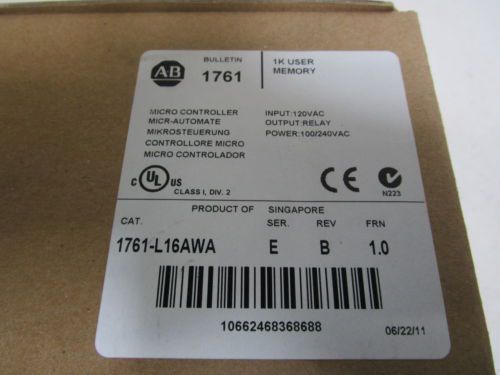 AB
BULLETIN
1761
1K USER
MEMORY
MICRO CONTROLLER
MICR-AUTOMATE
MIKROSTEUERUNG
CONTROLLORE MICRO
MICRO CONTROLADOR
INPUT:120VAC
OUTPUT:RELAY
POWER:100/240VAC
c UL US
CLASS I, DIV. 2
CE
N223
PRODUCT OF SINGAPORE
CAT. SER. REV FRN
1761-L16AWA E B 1.0
10662468368688
06/22/11